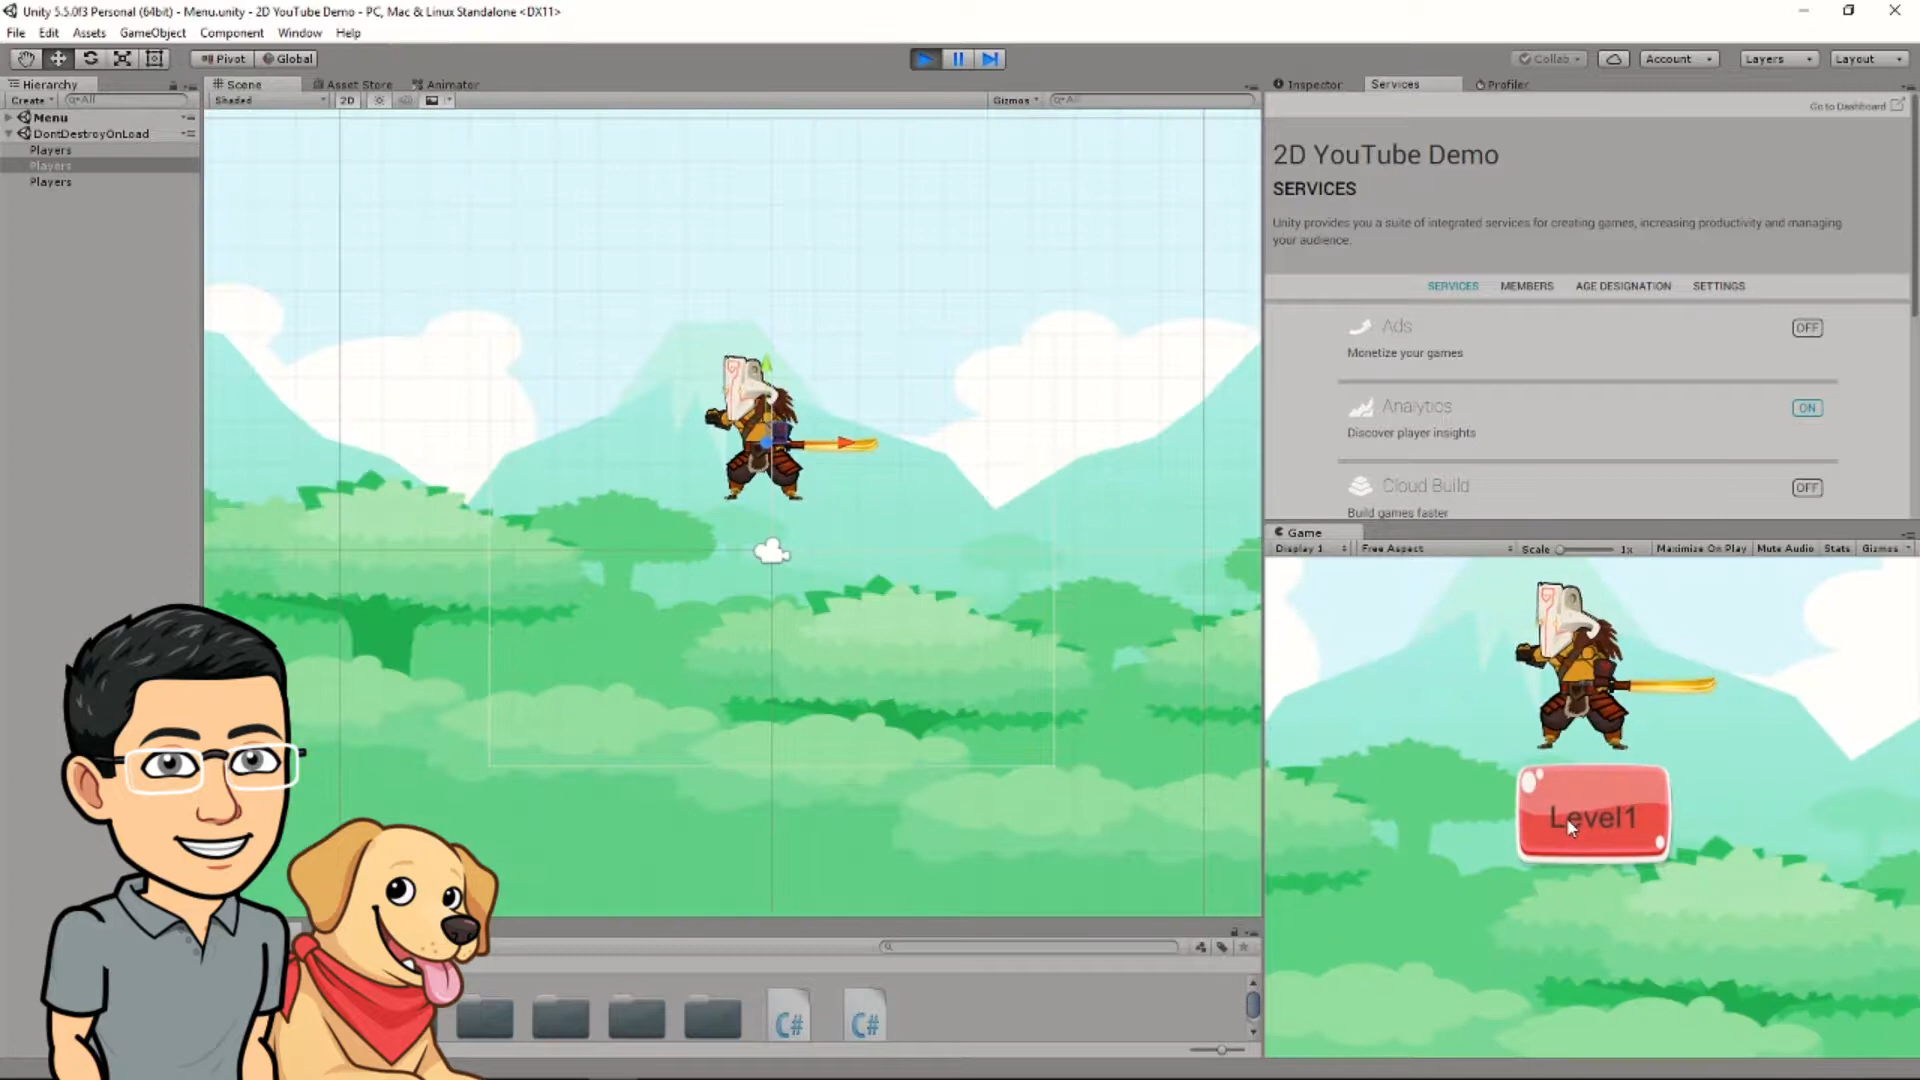 Unity 5.5.0f3 Personal (64bit) - Menu.unity - 2D YouTube Demo - PC, Mac & Linux Standalone <DX11>
File Edit Assets GameObject Component Window Help
Pivot Global Collab Account Layers Layout
Hierarchy
Create All
Menu
DontDestroyOnLoad
Players
Players
Players
Scene Asset Store Animator
Shaded 2D Gizmos All
Inspector Services Profiler
Go to Dashboard
2D YouTube Demo
SERVICES
Unity provides you a suite of integrated services for creating games, increasing productivity and managing
your audience.
SERVICES MEMBERS AGE DESIGNATION SETTINGS
Ads OFF
Monetize your games
Analytics ON
Discover player insights
Cloud Build OFF
Build games faster
Game
Display 1 Free Aspect Scale 1x Maximize On Play Mute Audio Stats Gizmos
Level1
C# C#